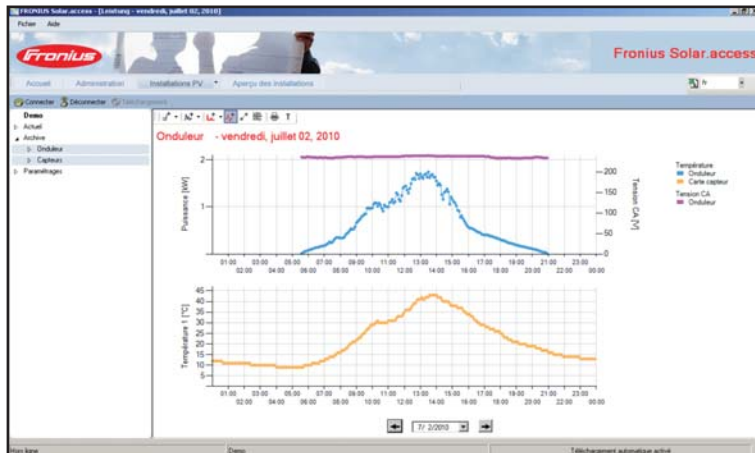 FRONIUS Solar.access - [Leistung - vendredi, juillet 02, 2010]
Fichier Aide
Fronius
Fronius Solar.access
Accueil Administration Installations PV Aperçu des installations
fr
Connecter Déconnecter Téléchargement
Demo
Actuel
Archive
Onduleur
Capteurs
Paramétrages
Onduleur - vendredi, juillet 02, 2010
Puissance [kW]
2
1
Tension CA [V]
200
150
100
50
0
01:00 03:00 05:00 07:00 09:00 11:00 13:00 15:00 17:00 19:00 21:00 23:00
02:00 04:00 06:00 08:00 10:00 12:00 14:00 16:00 18:00 20:00 22:00 00:00
Température
Onduleur
Carte capteur
Tension CA
Onduleur
Température 1 [°C]
45
40
35
30
25
20
15
10
5
01:00 03:00 05:00 07:00 09:00 11:00 13:00 15:00 17:00 19:00 21:00 23:00
02:00 04:00 06:00 08:00 10:00 12:00 14:00 16:00 18:00 20:00 22:00 00:00
7/ 2/2010
Hors ligne Demo Téléchargement automatique activé